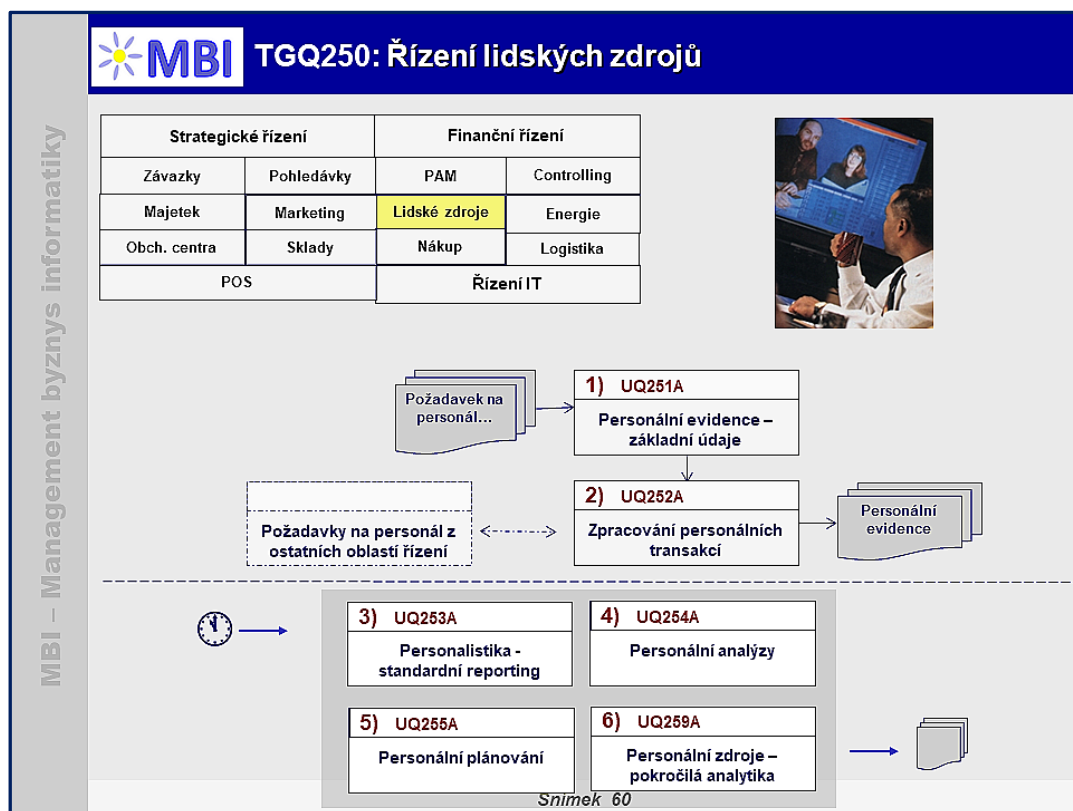 MBI
TGQ250: Řízení lidských zdrojů
MBI – Management byznys informatiky
Strategické řízení
Finanční řízení
Závazky
Pohledávky
PAM
Controlling
Majetek
Marketing
Lidské zdroje
Energie
Obch. centra
Sklady
Nákup
Logistika
POS
Řízení IT
Požadavek na
personál...
1) UQ251A
Personální evidence –
základní údaje
2) UQ252A
Zpracování personálních
transakcí
Požadavky na personál z
ostatních oblastí řízení
Personální
evidence
3) UQ253A
Personalistika -
standardní reporting
4) UQ254A
Personální analýzy
5) UQ255A
Personální plánování
6) UQ259A
Personální zdroje –
pokročilá analytika
Snímek 60